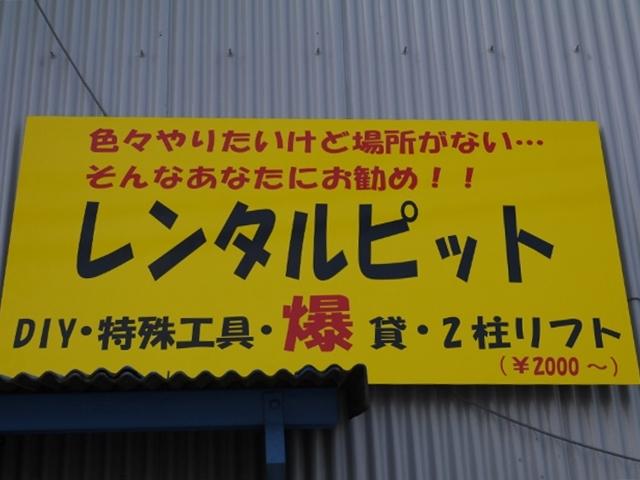 色々やりたいけど場所がない…
そんなあなたにお勧め！！
レンタルピット
DIY・特殊工具・爆貸・2柱リフト
（￥2000～）